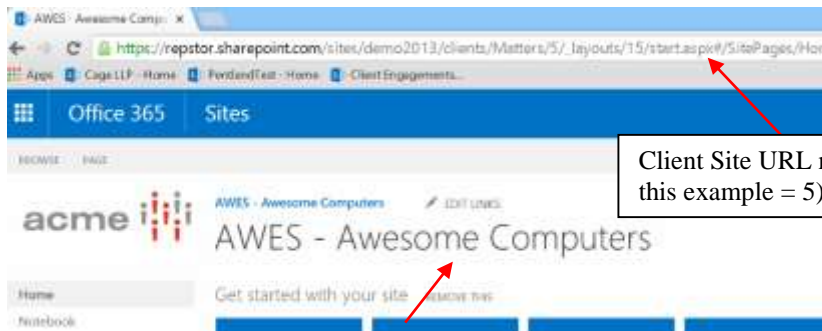 AWES - Awesome Comp
https://repstor.sharepoint.com/sites/demo2013/clients/Matters/5/_layouts/15/start.aspx#/SitePages/Hom
Apps Cage LLP - Home PentlandTest - Home Client Engagements...
Office 365 Sites
BROWSE PAGE
Client Site URL
this example = 5)
acme
AWES - Awesome Computers EDIT LINKS
AWES - Awesome Computers
Home
Get started with your site REMOVE THIS
Notebook